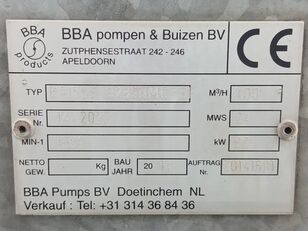 BBA
products
BBA pompen & Buizen BV
ZUTPHENSESTRAAT 242 - 246
APELDOORN
CE
TYP
M³/H
SERIE
Nr.
MWS
MIN-1
kW
NETTO
GEW.
Kg
BAU
JAHR
20
AUFTRAG
Nr.
BBA Pumps BV Doetinchem NL
Verkauf : Tel: +31 314 36 84 36